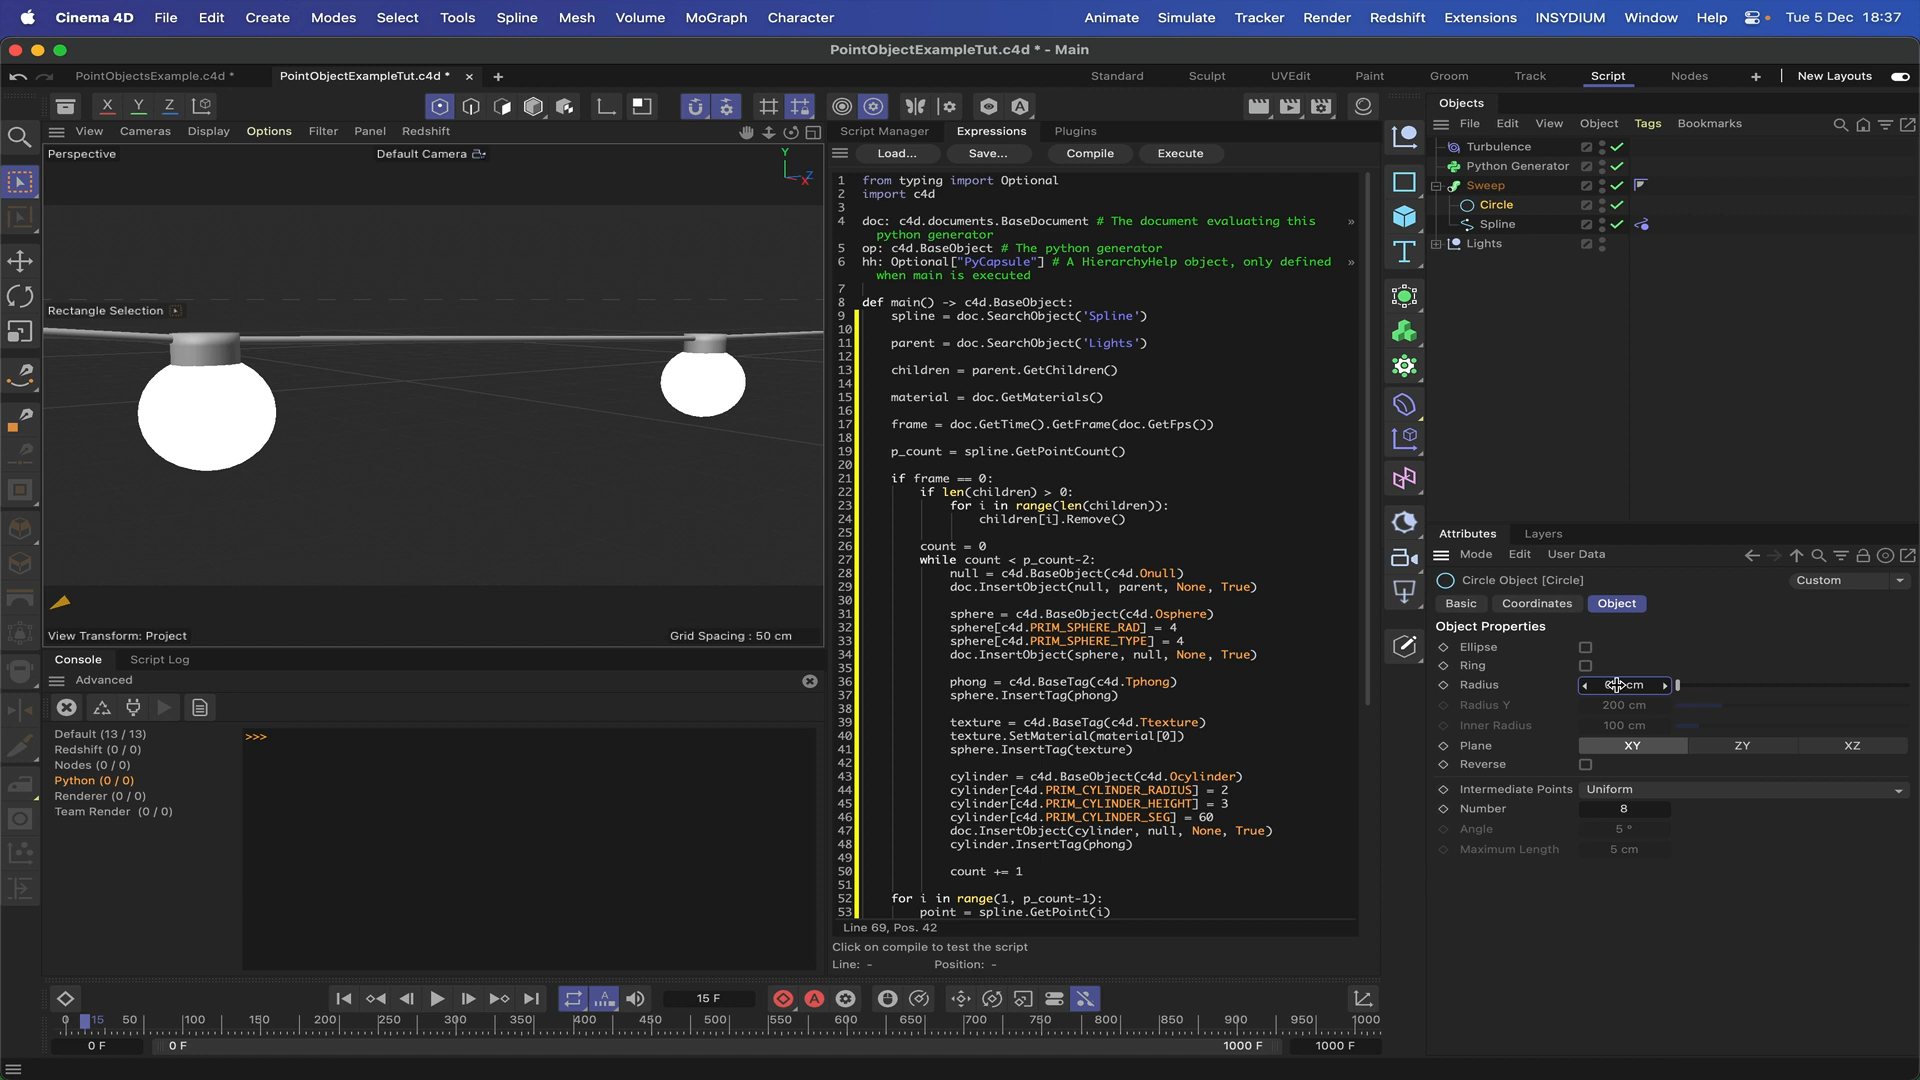 Cinema 4D File Edit Create Modes Select Tools Spline Mesh Volume MoGraph Character Animate Simulate Tracker Render Redshift Extensions INSYDIUM Window Help Tue 5 Dec 18:37
PointObjectExampleTut.c4d * - Main
PointObjectsExample.c4d * PointObjectExampleTut.c4d * Standard Sculpt UVEdit Paint Groom Track Script Nodes New Layouts
X Y Z
View Cameras Display Options Filter Panel Redshift
Perspective Default Camera
Y
Z
X
Rectangle Selection
View Transform: Project Grid Spacing : 50 cm
Console Script Log
Advanced
Default (13 / 13)
Redshift (0 / 0)
Nodes (0 / 0)
Python (0 / 0)
Renderer (0 / 0)
Team Render (0 / 0)
>>>
Script Manager Expressions Plugins
Load... Save... Compile Execute
1 from typing import Optional
2 import c4d
3
4 doc: c4d.documents.BaseDocument # The document evaluating this »
python generator
5 op: c4d.BaseObject # The python generator
6 hh: Optional["PyCapsule"] # A HierarchyHelp object, only defined »
when main is executed
7
8 def main() -> c4d.BaseObject:
9 spline = doc.SearchObject('Spline')
10
11 parent = doc.SearchObject('Lights')
12
13 children = parent.GetChildren()
14
15 material = doc.GetMaterials()
16
17 frame = doc.GetTime().GetFrame(doc.GetFps())
18
19 p_count = spline.GetPointCount()
20
21 if frame == 0:
22 if len(children) > 0:
23 for i in range(len(children)):
24 children[i].Remove()
25
26 count = 0
27 while count < p_count-2:
28 null = c4d.BaseObject(c4d.Onull)
29 doc.InsertObject(null, parent, None, True)
30
31 sphere = c4d.BaseObject(c4d.Osphere)
32 sphere[c4d.PRIM_SPHERE_RAD] = 4
33 sphere[c4d.PRIM_SPHERE_TYPE] = 4
34 doc.InsertObject(sphere, null, None, True)
35
36 phong = c4d.BaseTag(c4d.Tphong)
37 sphere.InsertTag(phong)
38
39 texture = c4d.BaseTag(c4d.Ttexture)
40 texture.SetMaterial(material[0])
41 sphere.InsertTag(texture)
42
43 cylinder = c4d.BaseObject(c4d.Ocylinder)
44 cylinder[c4d.PRIM_CYLINDER_RADIUS] = 2
45 cylinder[c4d.PRIM_CYLINDER_HEIGHT] = 3
46 cylinder[c4d.PRIM_CYLINDER_SEG] = 60
47 doc.InsertObject(cylinder, null, None, True)
48 cylinder.InsertTag(phong)
49
50 count += 1
51
52 for i in range(1, p_count-1):
53 point = spline.GetPoint(i)
Line 69, Pos. 42
Click on compile to test the script
Line: - Position: -
Objects
File Edit View Object Tags Bookmarks
Turbulence
Python Generator
Sweep
Circle
Spline
Lights
Attributes Layers
Mode Edit User Data
Circle Object [Circle] Custom
Basic Coordinates Object
Object Properties
Ellipse
Ring
Radius cm
Radius Y 200 cm
Inner Radius 100 cm
Plane XY ZY XZ
Reverse
Intermediate Points Uniform
Number 8
Angle 5 °
Maximum Length 5 cm
15 F
0 15 50 100 150 200 250 300 350 400 450 500 550 600 650 700 750 800 850 900 950 1000
0 F 0 F 1000 F 1000 F